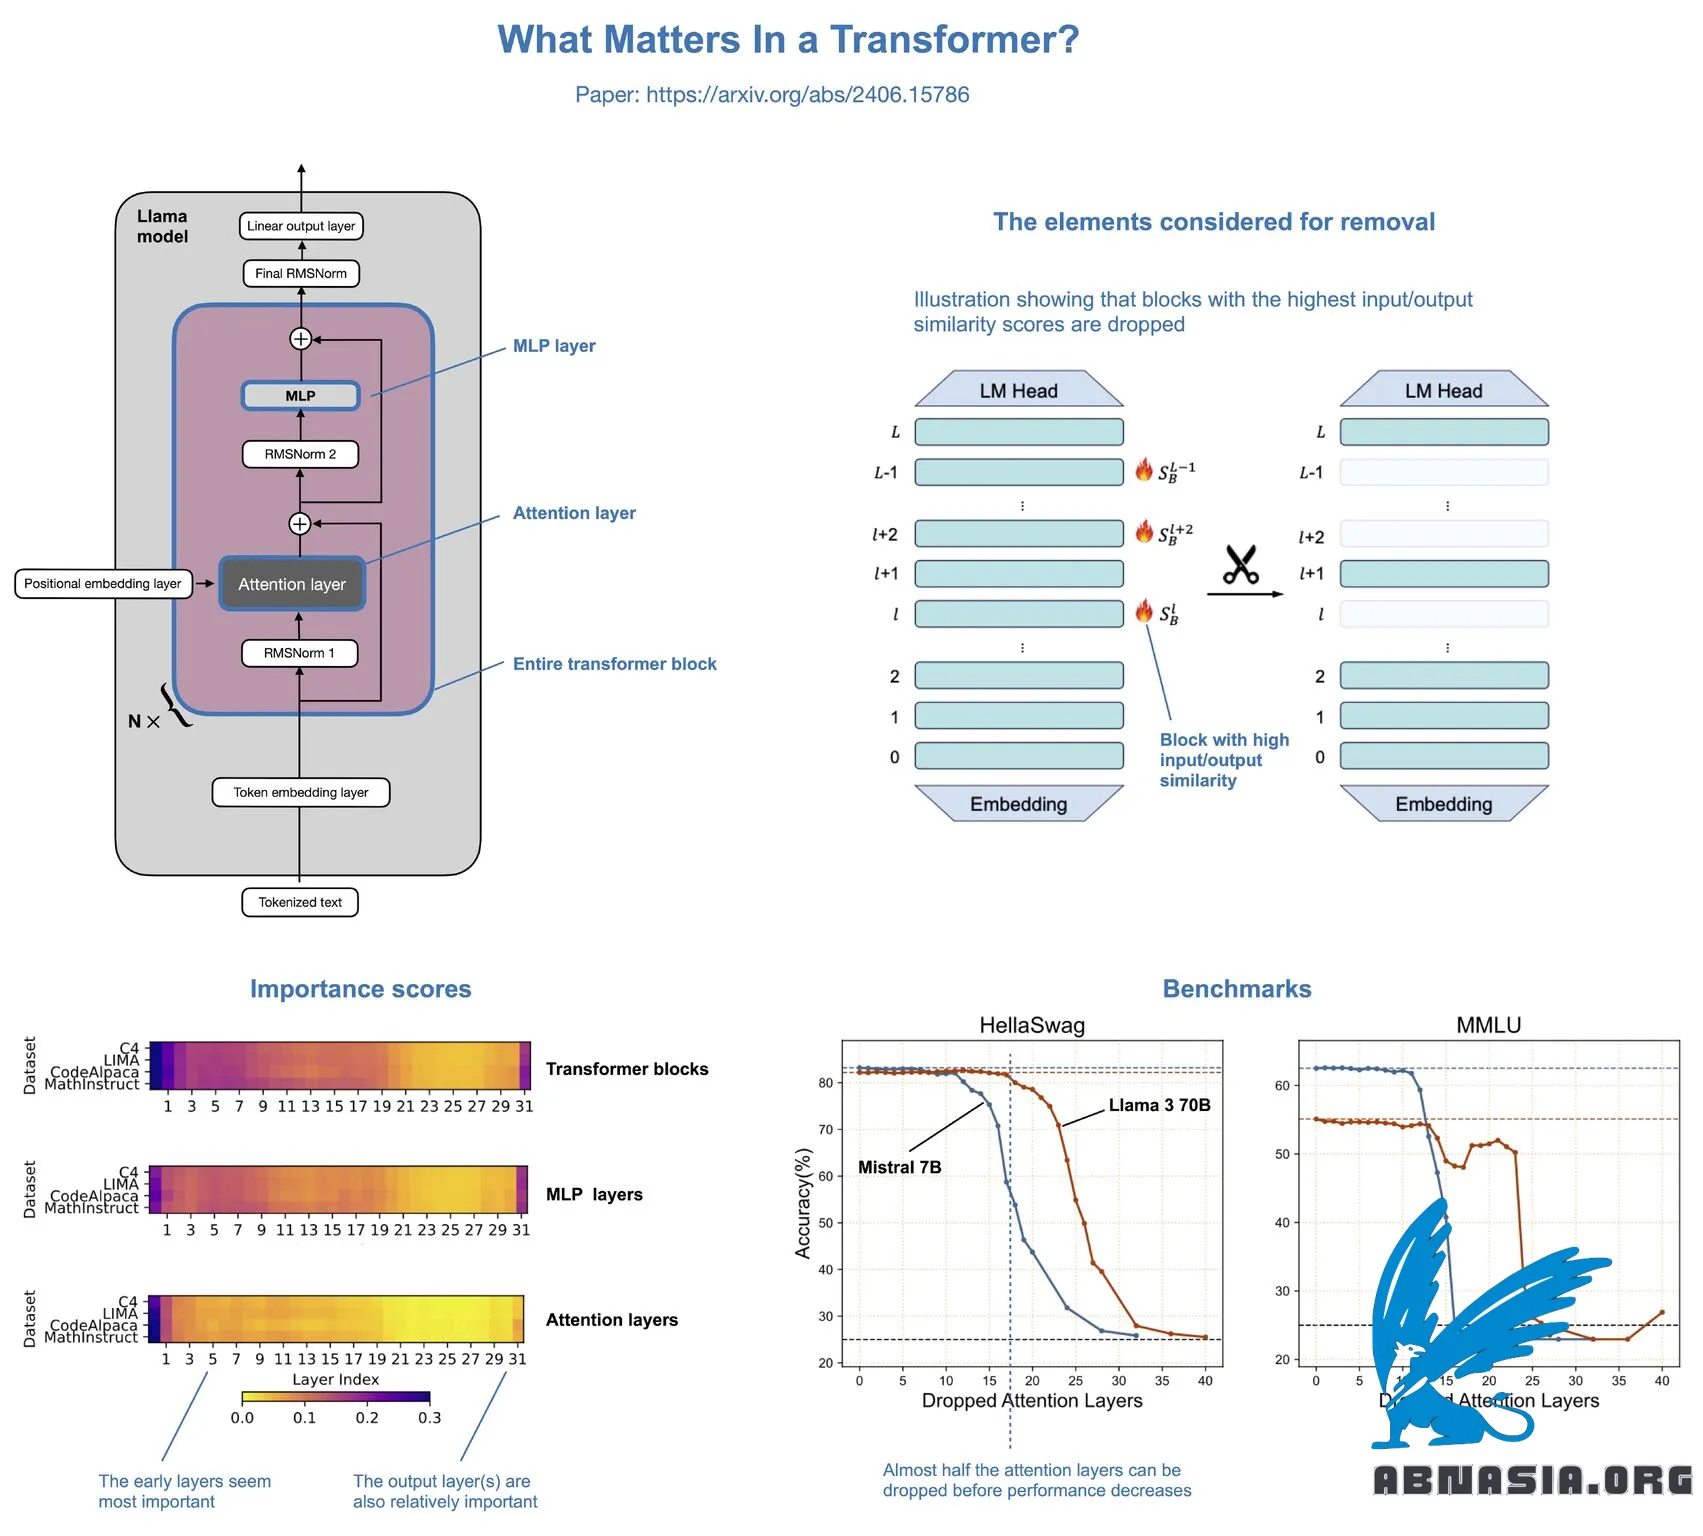 What Matters In a Transformer?
Paper: https://arxiv.org/abs/2406.15786
Llama
model
Linear output layer
Final RMSNorm
MLP
MLP layer
RMSNorm 2
Attention layer
Attention layer
Positional embedding layer
RMSNorm 1
Entire transformer block
N ×
Token embedding layer
Tokenized text
The elements considered for removal
Illustration showing that blocks with the highest input/output
similarity scores are dropped
LM Head
L
L-1
S_B^{L-1}
⋮
l+2
S_B^{l+2}
l+1
l
S_B^l
⋮
2
1
0
Embedding
Block with high
input/output
similarity
LM Head
L
L-1
⋮
l+2
l+1
l
⋮
2
1
0
Embedding
Importance scores
Dataset
C4
LIMA
CodeAlpaca
MathInstruct
1 3 5 7 9 11 13 15 17 19 21 23 25 27 29 31
Transformer blocks
Dataset
C4
LIMA
CodeAlpaca
MathInstruct
1 3 5 7 9 11 13 15 17 19 21 23 25 27 29 31
MLP layers
Dataset
C4
LIMA
CodeAlpaca
MathInstruct
1 3 5 7 9 11 13 15 17 19 21 23 25 27 29 31
Attention layers
Layer Index
0.0 0.1 0.2 0.3
The early layers seem
most important
The output layer(s) are
also relatively important
Benchmarks
HellaSwag
Accuracy(%)
80
70
60
50
40
30
20
Llama 3 70B
Mistral 7B
0 5 10 15 20 25 30 35 40
Dropped Attention Layers
Almost half the attention layers can be
dropped before performance decreases
MMLU
60
50
40
30
20
0 5 10 15 20 25 30 35 40
Attention Layers
ABNASIA.ORG